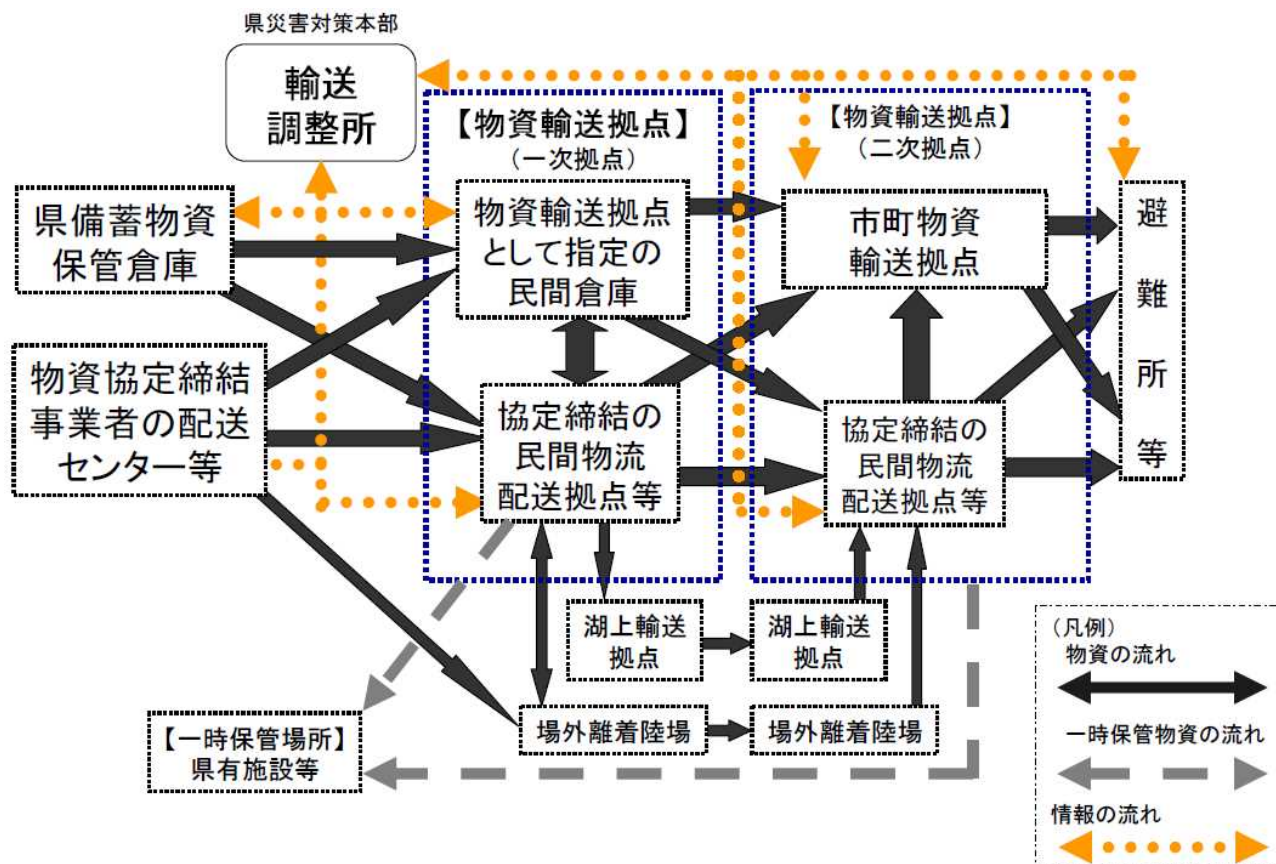 県災害対策本部
輸送
調整所
【物資輸送拠点】
(一次拠点)
【物資輸送拠点】
(二次拠点)
県備蓄物資
保管倉庫
物資輸送拠点
として指定の
民間倉庫
市町物資
輸送拠点
避
難
所
等
物資協定締結
事業者の配送
センター等
協定締結の
民間物流
配送拠点等
協定締結の
民間物流
配送拠点等
湖上輸送
拠点
湖上輸送
拠点
場外離着陸場
場外離着陸場
【一時保管場所】
県有施設等
(凡例)
物資の流れ
一時保管物資の流れ
情報の流れ